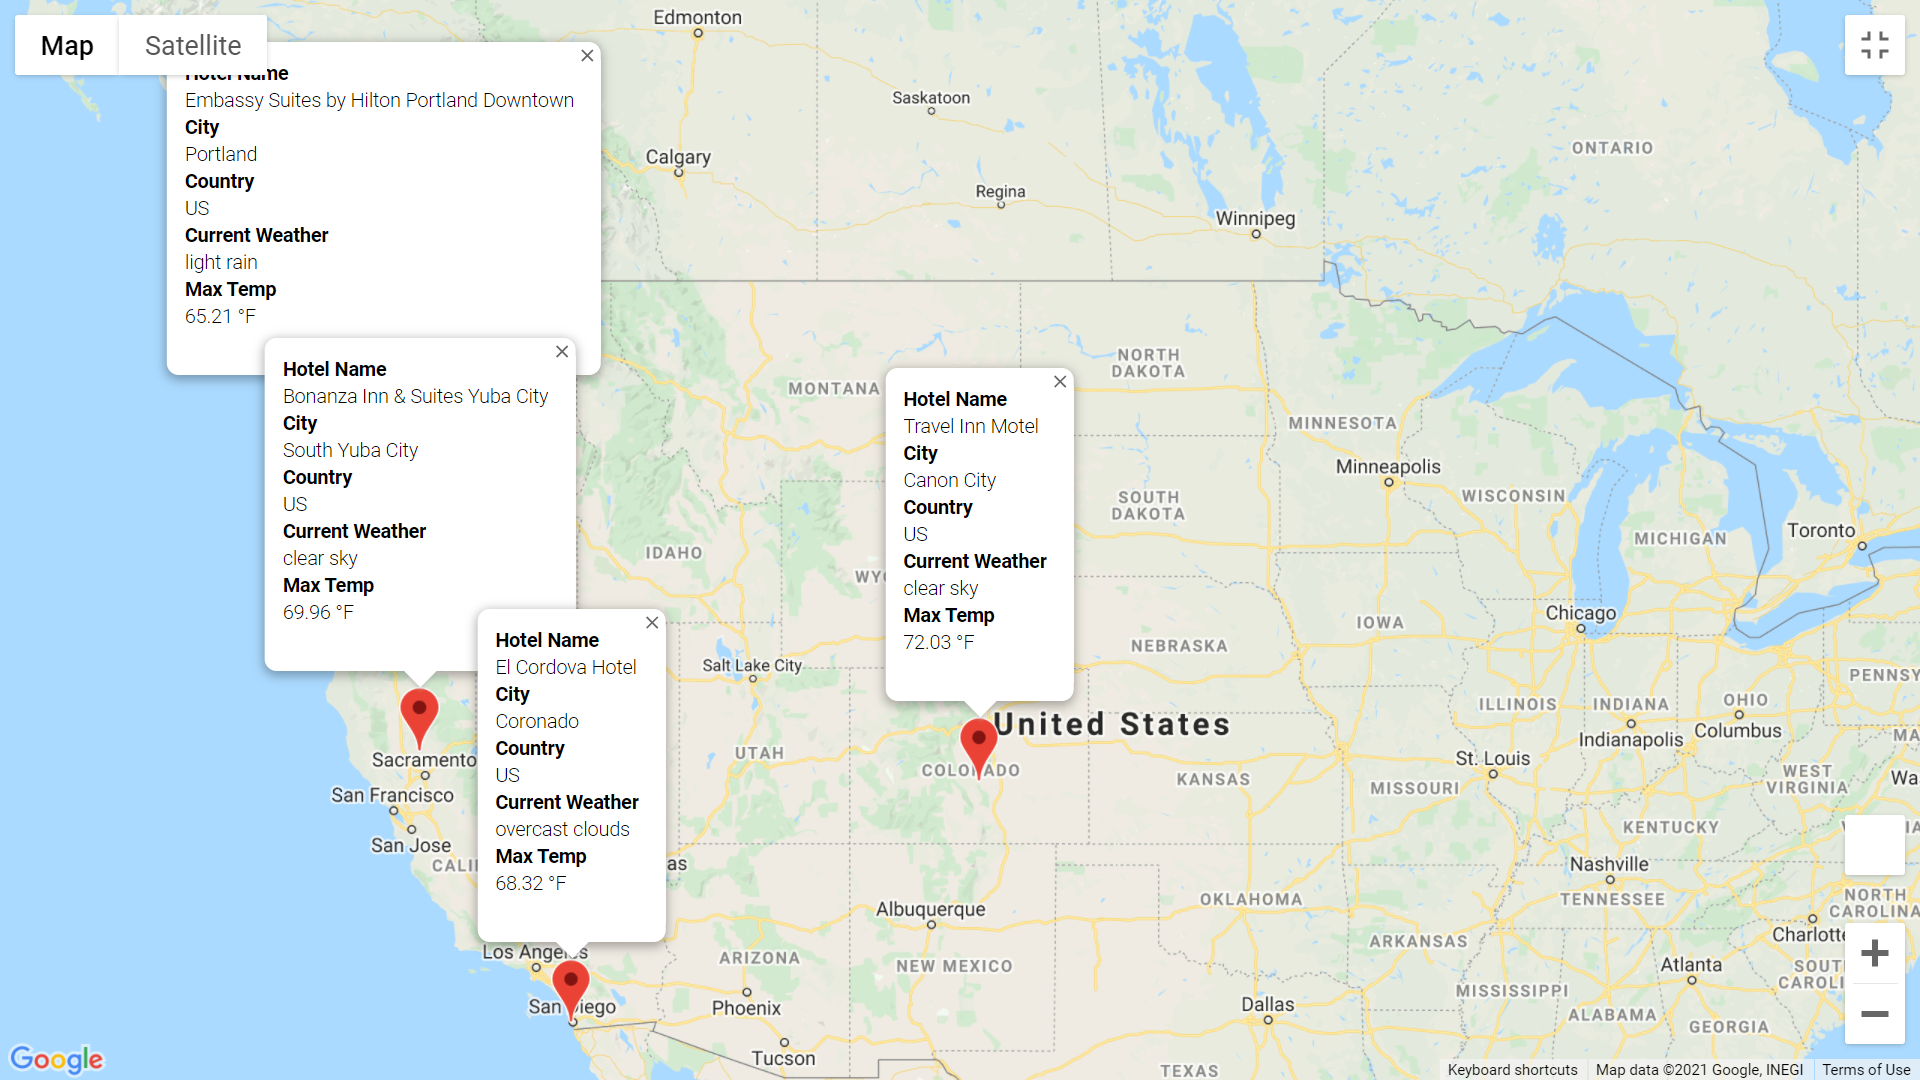 Map
Satellite
Hotel Name
Embassy Suites by Hilton Portland Downtown
City
Portland
Country
US
Current Weather
light rain
Max Temp
65.21 °F
Hotel Name
Bonanza Inn & Suites Yuba City
City
South Yuba City
Country
US
Current Weather
clear sky
Max Temp
69.96 °F
Hotel Name
El Cordova Hotel
City
Coronado
Country
US
Current Weather
overcast clouds
Max Temp
68.32 °F
Hotel Name
Travel Inn Motel
City
Canon City
Country
US
Current Weather
clear sky
Max Temp
72.03 °F
Edmonton
Saskatoon
Calgary
Regina
Winnipeg
ONTARIO
NORTH
DAKOTA
MONTANA
MINNESOTA
Minneapolis
SOUTH
DAKOTA
WISCONSIN
Toronto
MICHIGAN
IDAHO
WYO
Chicago
IOWA
NEBRASKA
Salt Lake City
PENNSY
ILLINOIS
INDIANA
OHIO
United States
Indianapolis
Columbus
MA
UTAH
COLORADO
KANSAS
St. Louis
MISSOURI
WEST
VIRGINIA
Wa
Sacramento
San Francisco
San Jose
CALI
as
KENTUCKY
V
IA
Nashville
TENNESSEE
NORTH
CAROLINA
Albuquerque
OKLAHOMA
Charlotte
ARKANSAS
Los Angeles
ARIZONA
NEW MEXICO
Atlanta
SOUT
CAROLI
San Diego
Phoenix
Dallas
MISSISSIPPI
ALABAMA
GEORGIA
Tucson
TEXAS
Google
Keyboard shortcuts
Map data ©2021 Google, INEGI
Terms of Use